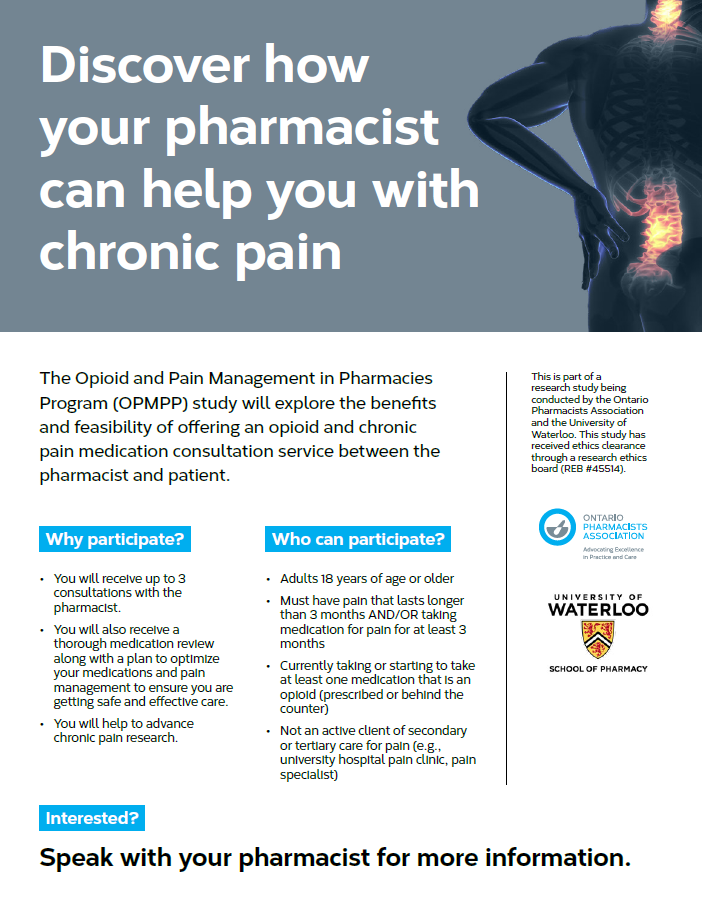 Discover how
your pharmacist
can help you with
chronic pain
The Opioid and Pain Management in Pharmacies
Program (OPMPP) study will explore the benefits
and feasibility of offering an opioid and chronic
pain medication consultation service between the
pharmacist and patient.
Why participate?
• You will receive up to 3
consultations with the
pharmacist.
• You will also receive a
thorough medication review
along with a plan to optimize
your medications and pain
management to ensure you are
getting safe and effective care.
• You will help to advance
chronic pain research.
Who can participate?
• Adults 18 years of age or older
• Must have pain that lasts longer
than 3 months AND/OR taking
medication for pain for at least 3
months
• Currently taking or starting to take
at least one medication that is an
opioid (prescribed or behind the
counter)
• Not an active client of secondary
or tertiary care for pain (e.g.,
university hospital pain clinic, pain
specialist)
This is part of a
research study being
conducted by the Ontario
Pharmacists Association
and the University of
Waterloo. This study has
received ethics clearance
through a research ethics
board (REB #45514).
ONTARIO
PHARMACISTS
ASSOCIATION
Advocating Excellence
in Practice and Care
UNIVERSITY OF
WATERLOO
SCHOOL OF PHARMACY
Interested?
Speak with your pharmacist for more information.